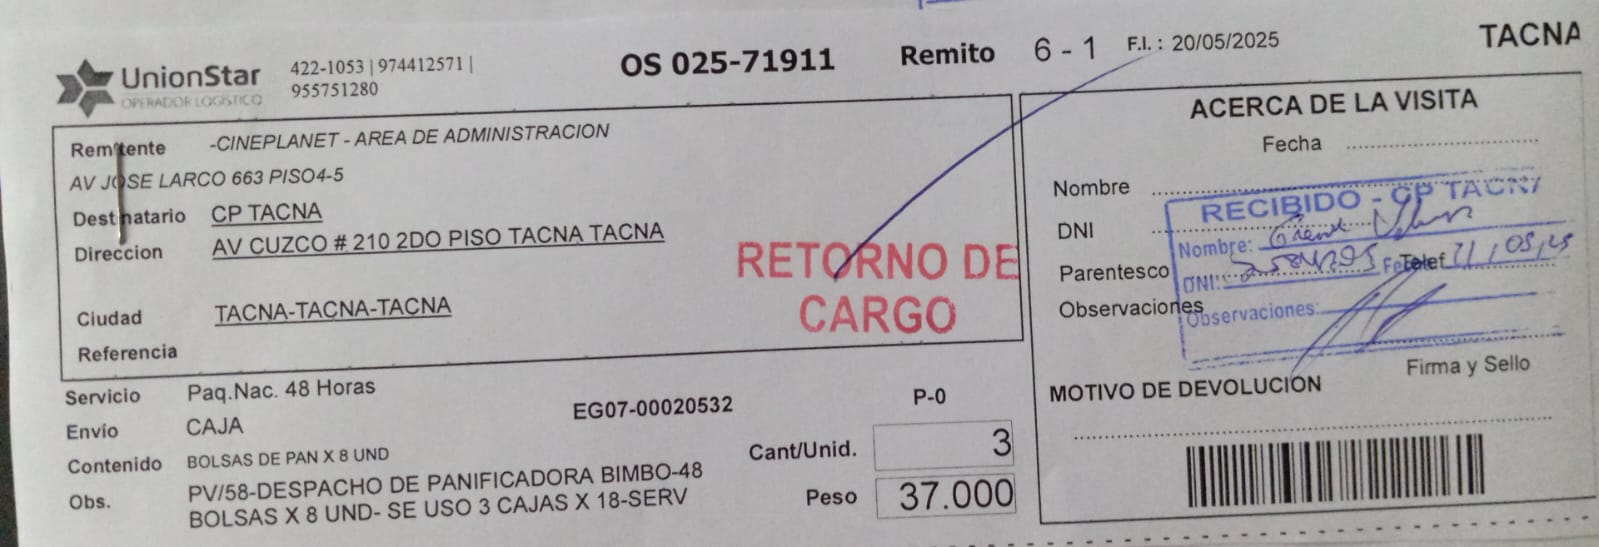 UnionStar
OPERADOR LOGISTICO
422-1053 | 974412571 |
955751280
OS 025-71911
Remito 6 - 1
F.I. : 20/05/2025
TACNA
Remitente -CINEPLANET - AREA DE ADMINISTRACION
AV JOSE LARCO 663 PISO4-5
Destinatario CP TACNA
Direccion AV CUZCO # 210 2DO PISO TACNA TACNA
RETORNO DE
CARGO
Ciudad TACNA-TACNA-TACNA
Referencia
Servicio Paq.Nac. 48 Horas
Envío CAJA
EG07-00020532
P-0
Contenido BOLSAS DE PAN X 8 UND
Cant/Unid. 3
Obs. PV/58-DESPACHO DE PANIFICADORA BIMBO-48
BOLSAS X 8 UND- SE USO 3 CAJAS X 18-SERV
Peso 37.000
ACERCA DE LA VISITA
Fecha
Nombre
RECIBIDO - CP TACNA
DNI
Nombre:
Parentesco
Telef
DNI: 21/05/25
Observaciones
Observaciones:
Firma y Sello
MOTIVO DE DEVOLUCION